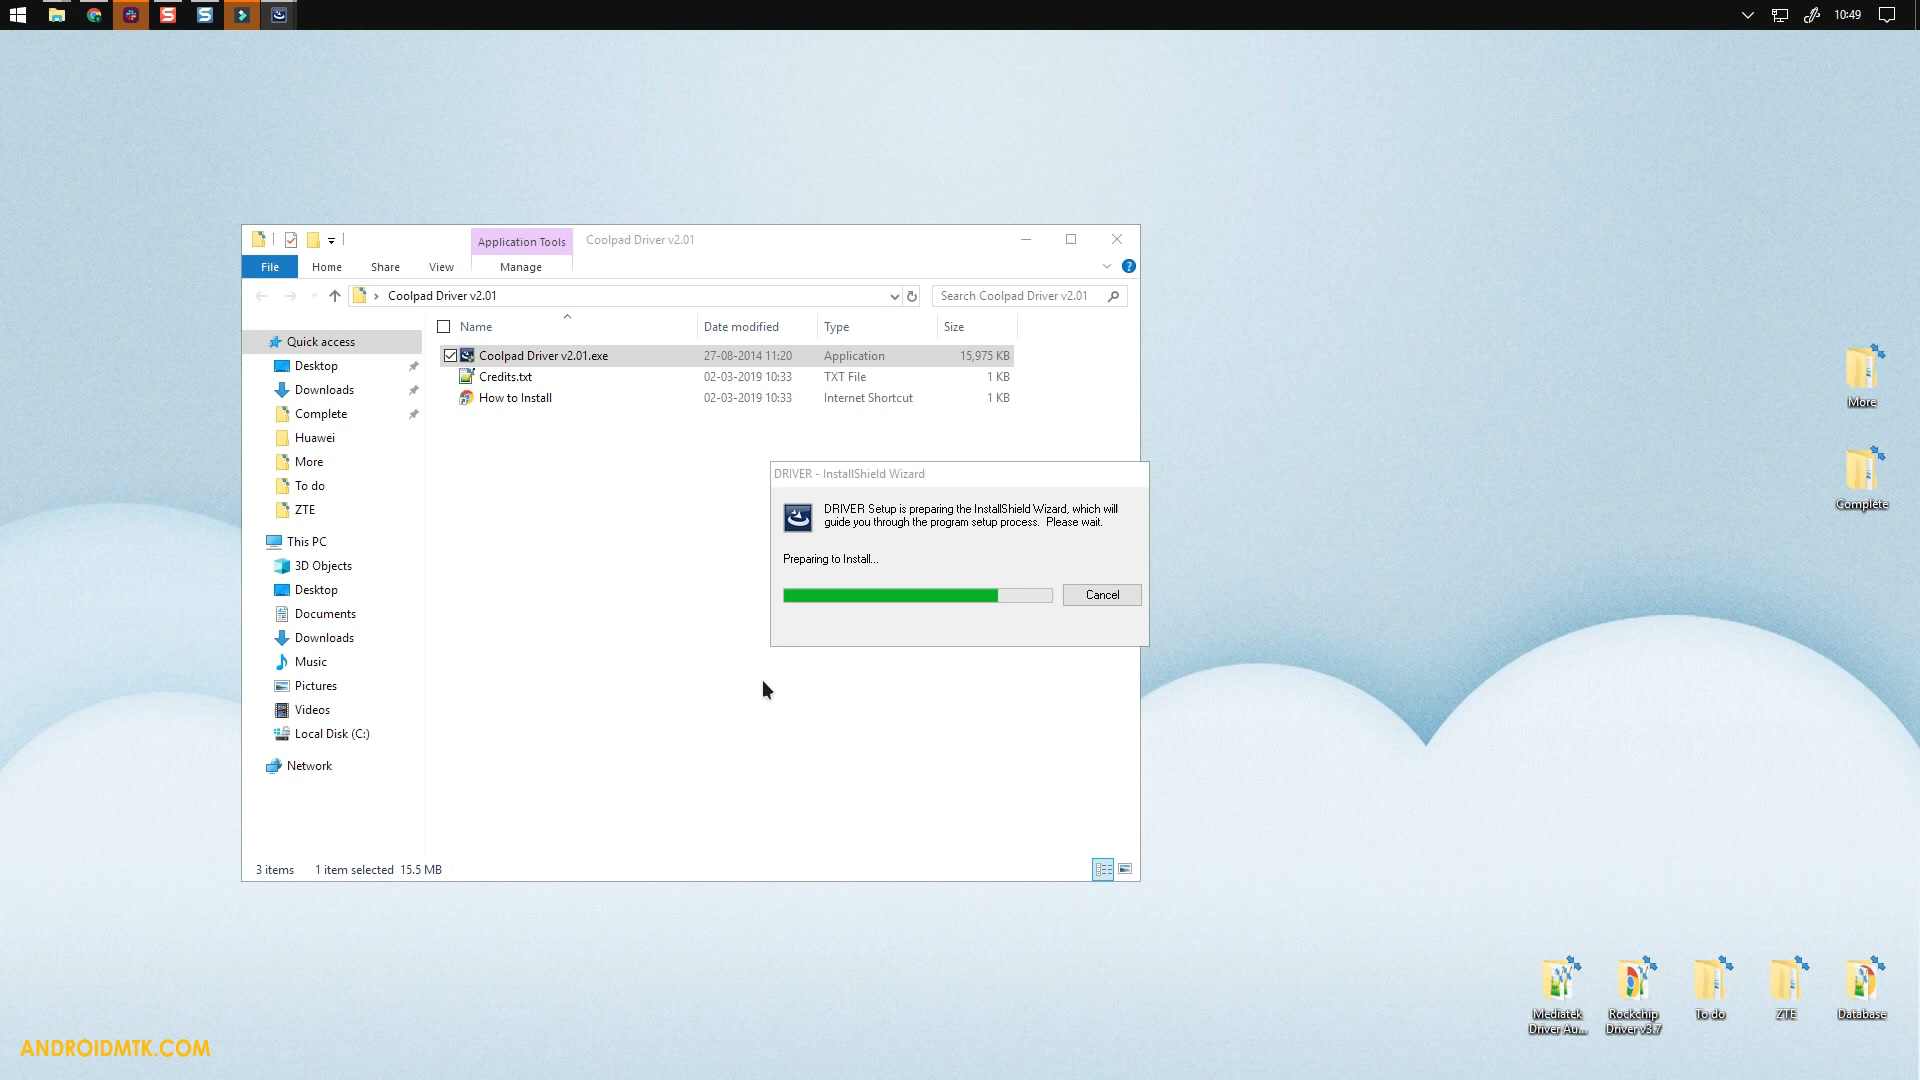 10:49
Application Tools
Coolpad Driver v2.01
File
Home
Share
View
Manage
Coolpad Driver v2.01
Search Coolpad Driver v2.01
Name
Date modified
Type
Size
Quick access
Desktop
Downloads
Complete
Huawei
More
To do
ZTE
This PC
3D Objects
Desktop
Documents
Downloads
Music
Pictures
Videos
Local Disk (C:)
Network
Coolpad Driver v2.01.exe 27-08-2014 11:20 Application 15,975 KB
Credits.txt 02-03-2019 10:33 TXT File 1 KB
How to Install 02-03-2019 10:33 Internet Shortcut 1 KB
DRIVER - InstallShield Wizard
DRIVER Setup is preparing the InstallShield Wizard, which will
guide you through the program setup process. Please wait.
Preparing to Install...
Cancel
3 items 1 item selected 15.5 MB
More
Complete
Mediatek
Driver Au...
Rockchip
Driver v3.7
To do
ZTE
Database
ANDROIDMTK.COM